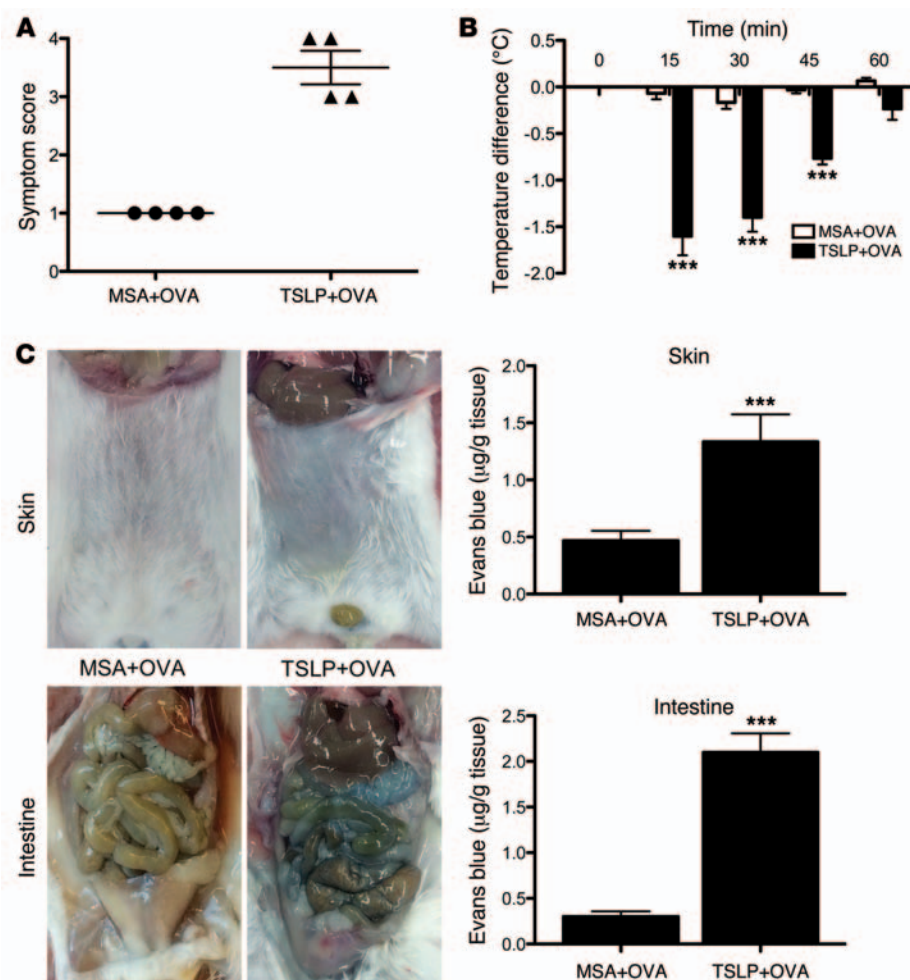 A
Symptom score
4
3
2
1
0
MSA+OVA TSLP+OVA
B
Time (min)
0 15 30 45 60
Temperature difference (°C)
0.5
0.0
-0.5
-1.0
-1.5
-2.0
*** *** ***
MSA+OVA
TSLP+OVA
C
Skin
MSA+OVA TSLP+OVA
Intestine
Skin
Evans blue (µg/g tissue)
2.0
1.5
1.0
0.5
0.0
***
MSA+OVA TSLP+OVA
Intestine
Evans blue (µg/g tissue)
2.5
2.0
1.5
1.0
0.5
0.0
***
MSA+OVA TSLP+OVA